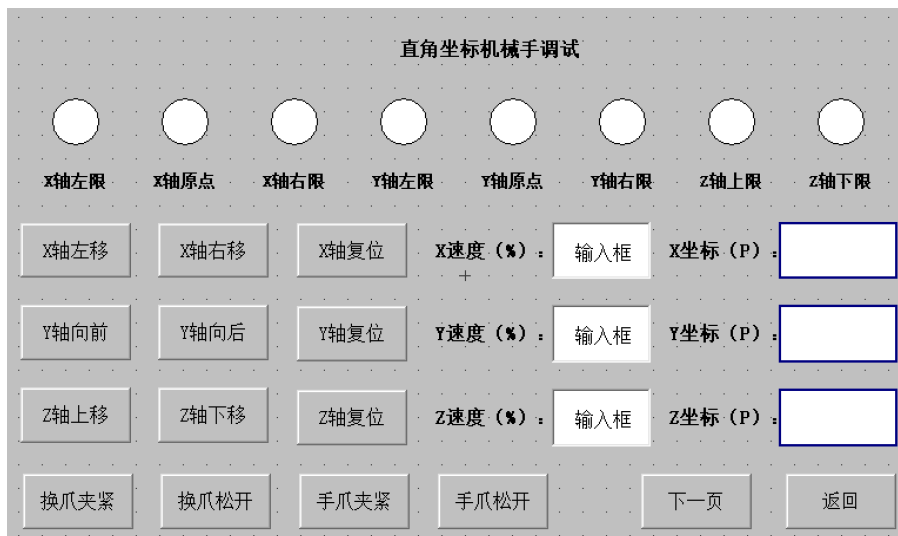 直角坐标机械手调试
X轴左限 X轴原点 X轴右限 Y轴左限 Y轴原点 Y轴右限 Z轴上限 Z轴下限
X轴左移 X轴右移 X轴复位 X速度（%）： 输入框 X坐标（P）：
Y轴向前 Y轴向后 Y轴复位 Y速度（%）： 输入框 Y坐标（P）：
Z轴上移 Z轴下移 Z轴复位 Z速度（%）： 输入框 Z坐标（P）：
换爪夹紧 换爪松开 手爪夹紧 手爪松开 下一页 返回